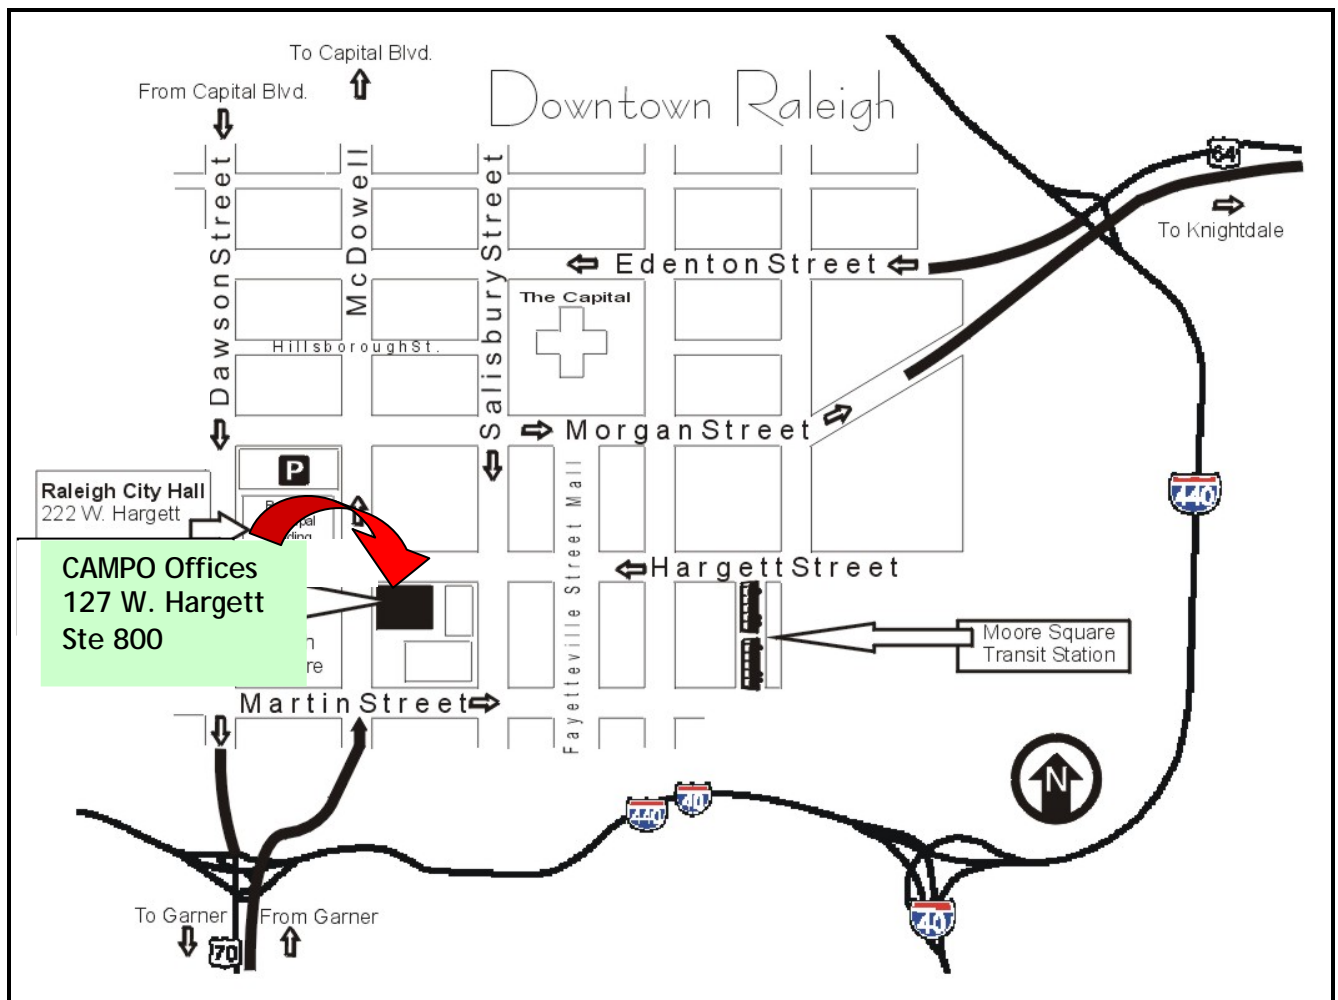 To Capital Blvd.
From Capital Blvd.
Downtown Raleigh
Dawson Street
McDowell
Salisbury Street
64
To Knightdale
Edenton Street
The Capital
Hillsborough St.
Morgan Street
P
Raleigh City Hall
222 W. Hargett
440
Fayetteville Street Mall
Hargett Street
CAMPO Offices
127 W. Hargett
Ste 800
Moore Square
Transit Station
Martin Street
N
440
40
40
To Garner
From Garner
70